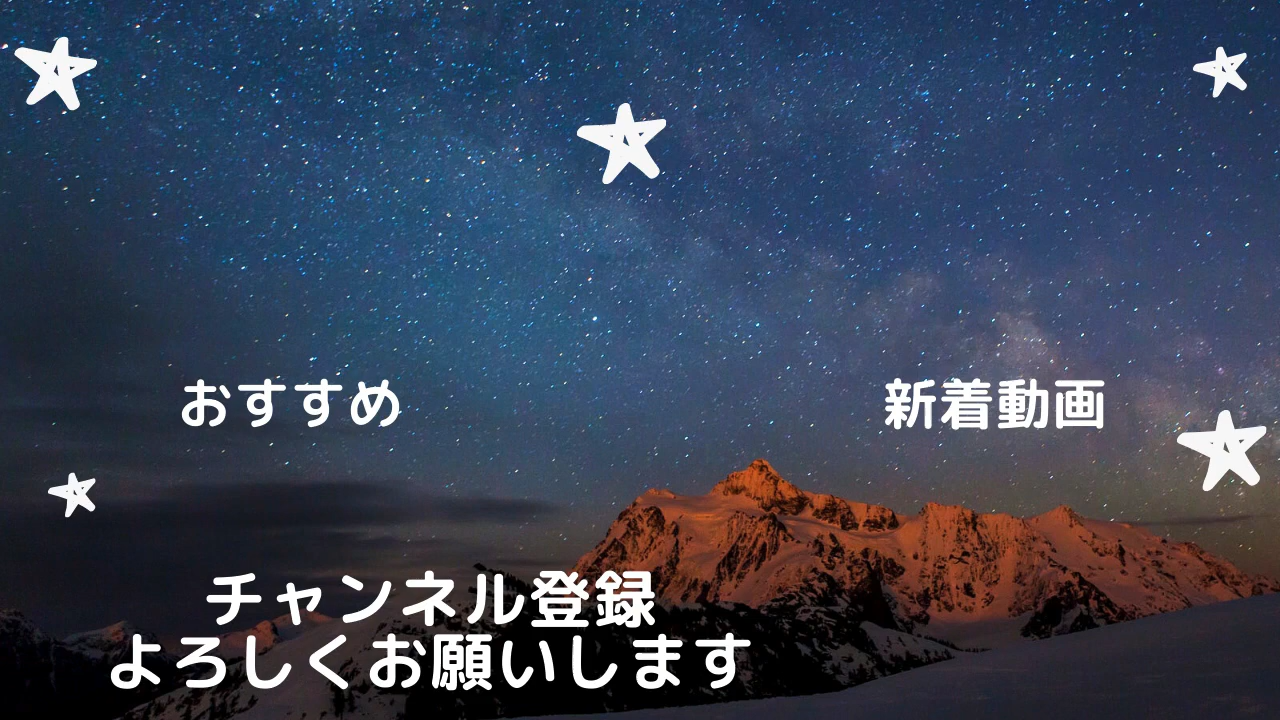 おすすめ
新着動画
チャンネル登録
よろしくお願いします